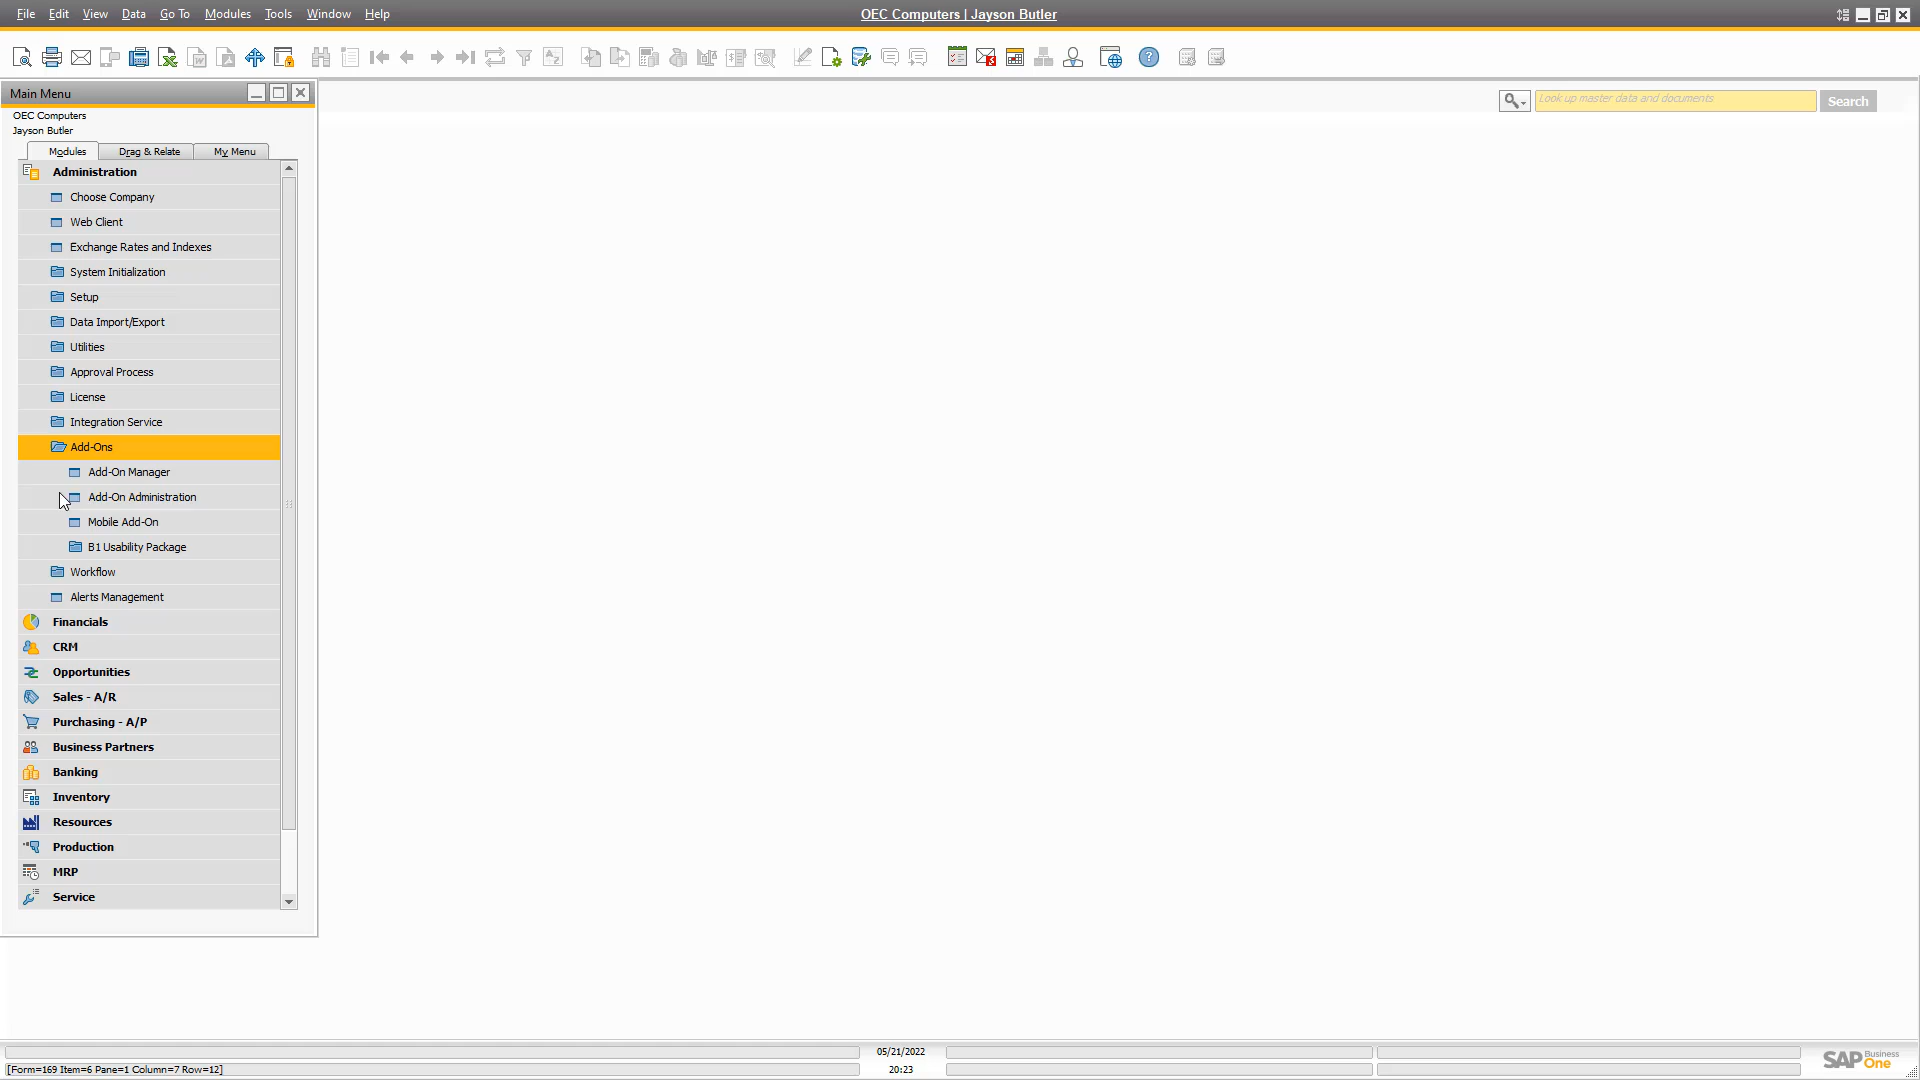 File Edit View Data Go To Modules Tools Window Help
OEC Computers | Jayson Butler
Main Menu
Look up master data and documents
Search
OEC Computers
Jayson Butler
Modules Drag & Relate My Menu
Administration
Choose Company
Web Client
Exchange Rates and Indexes
System Initialization
Setup
Data Import/Export
Utilities
Approval Process
License
Integration Service
Add-Ons
Add-On Manager
Add-On Administration
Mobile Add-On
B1 Usability Package
Workflow
Alerts Management
Financials
CRM
Opportunities
Sales - A/R
Purchasing - A/P
Business Partners
Banking
Inventory
Resources
Production
MRP
Service
05/21/2022
[Form=169 Item=6 Pane=1 Column=7 Row=12]
20:23
SAP Business One